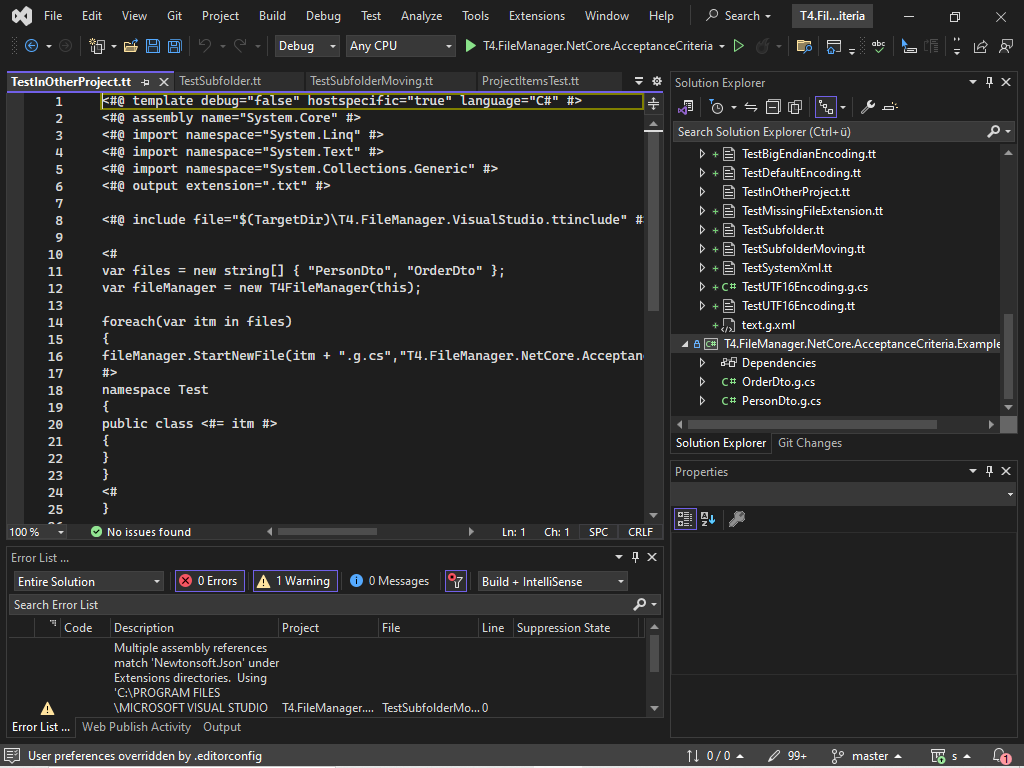 File Edit View Git Project Build Debug Test Analyze Tools Extensions Window Help Search T4.Fil...iteria
Debug Any CPU T4.FileManager.NetCore.AcceptanceCriteria
TestInOtherProject.tt TestSubfolder.tt TestSubfolderMoving.tt ProjectItemsTest.tt
1 <#@ template debug="false" hostspecific="true" language="C#" #>
2 <#@ assembly name="System.Core" #>
3 <#@ import namespace="System.Linq" #>
4 <#@ import namespace="System.Text" #>
5 <#@ import namespace="System.Collections.Generic" #>
6 <#@ output extension=".txt" #>
7
8 <#@ include file="$(TargetDir)\T4.FileManager.VisualStudio.ttinclude" #
9
10 <#
11 var files = new string[] { "PersonDto", "OrderDto" };
12 var fileManager = new T4FileManager(this);
13
14 foreach(var itm in files)
15 {
16 fileManager.StartNewFile(itm + ".g.cs","T4.FileManager.NetCore.Acceptan
17 #>
18 namespace Test
19 {
20 public class <#= itm #>
21 {
22 }
23 }
24 <#
25 }
100 % No issues found Ln: 1 Ch: 1 SPC CRLF
Error List ...
Entire Solution 0 Errors 1 Warning 0 Messages Build + IntelliSense
Search Error List
Code Description Project File Line Suppression State
Multiple assembly references
match 'NewtonsoftJson' under
Extensions directories. Using
'C:\PROGRAM FILES
\MICROSOFT VISUAL STUDIO T4.FileManager.... TestSubfolderMo... 0
Error List ... Web Publish Activity Output
Solution Explorer
Search Solution Explorer (Ctrl+ü)
TestBigEndianEncoding.tt
TestDefaultEncoding.tt
TestInOtherProject.tt
TestMissingFileExtension.tt
TestSubfolder.tt
TestSubfolderMoving.tt
TestSystemXml.tt
C# TestUTF16Encoding.g.cs
TestUTF16Encoding.tt
text.g.xml
C# T4.FileManager.NetCore.AcceptanceCriteria.Example
Dependencies
C# OrderDto.g.cs
C# PersonDto.g.cs
Solution Explorer Git Changes
Properties
User preferences overridden by .editorconfig 0 / 0 99+ master s 1